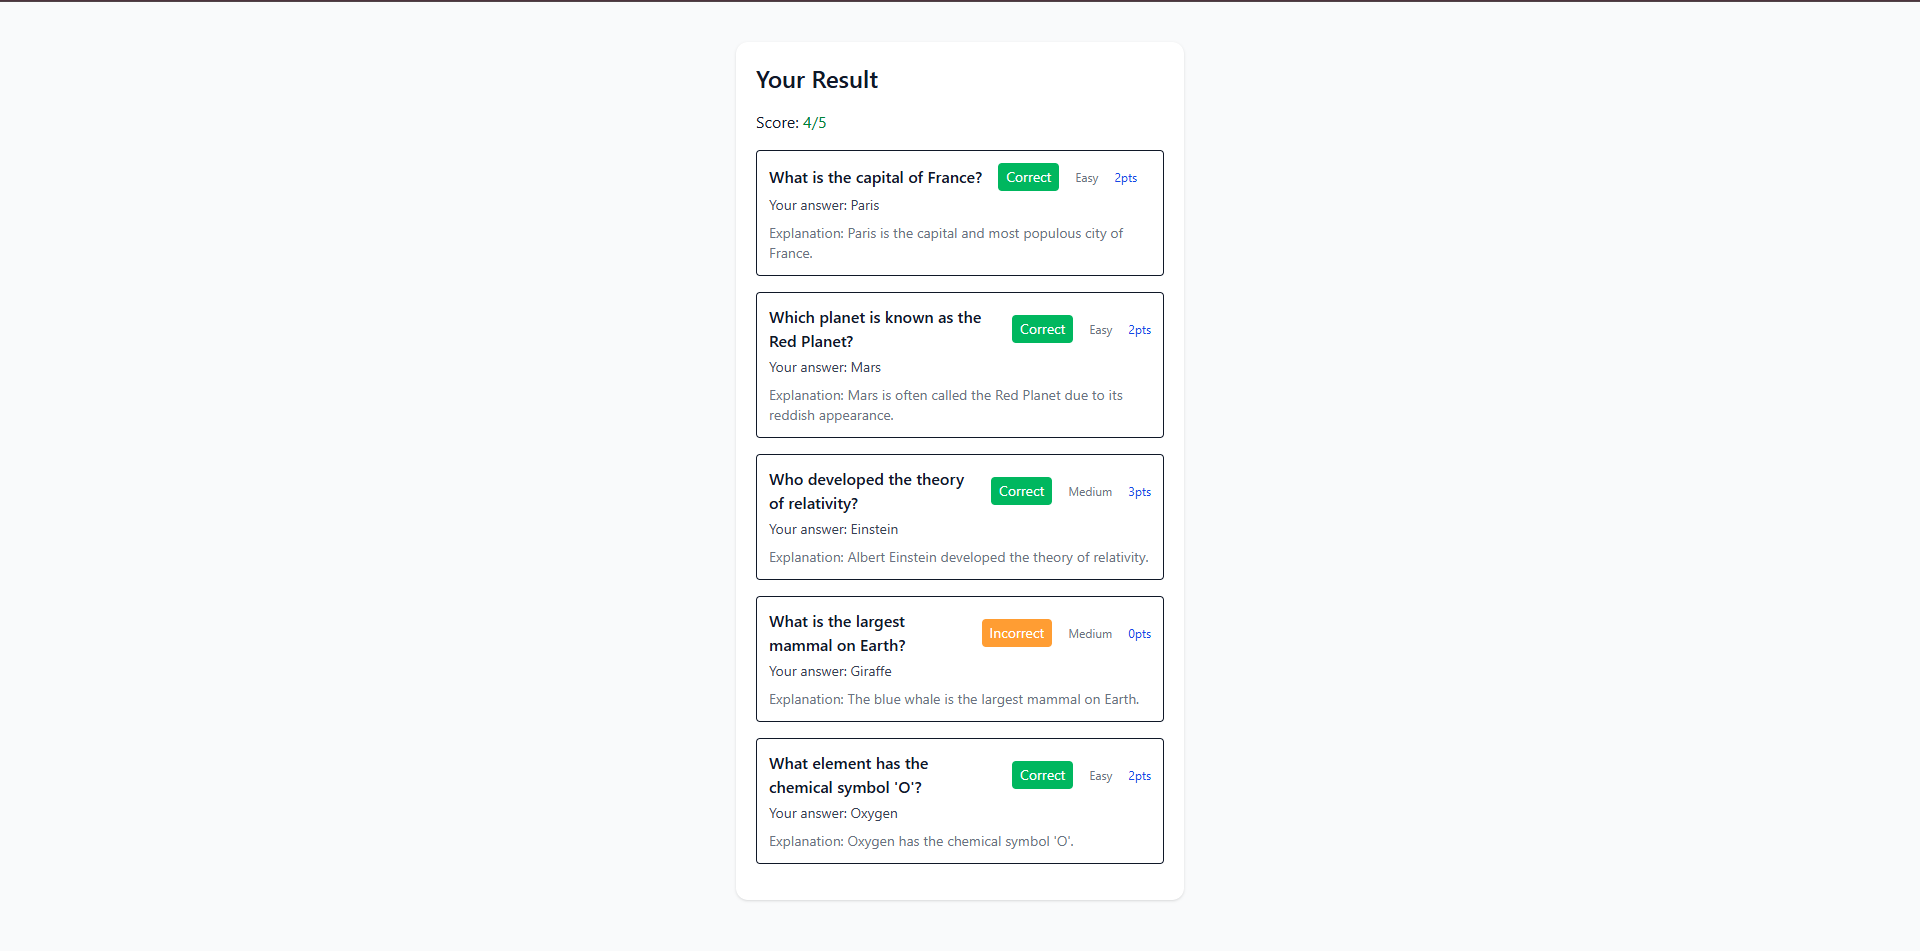 Your Result
Score: 4/5
What is the capital of France? Correct Easy 2pts
Your answer: Paris
Explanation: Paris is the capital and most populous city of
France.
Which planet is known as the
Red Planet?
Correct Easy 2pts
Your answer: Mars
Explanation: Mars is often called the Red Planet due to its
reddish appearance.
Who developed the theory
of relativity?
Correct Medium 3pts
Your answer: Einstein
Explanation: Albert Einstein developed the theory of relativity.
What is the largest
mammal on Earth?
Incorrect Medium 0pts
Your answer: Giraffe
Explanation: The blue whale is the largest mammal on Earth.
What element has the
chemical symbol 'O'?
Correct Easy 2pts
Your answer: Oxygen
Explanation: Oxygen has the chemical symbol 'O'.